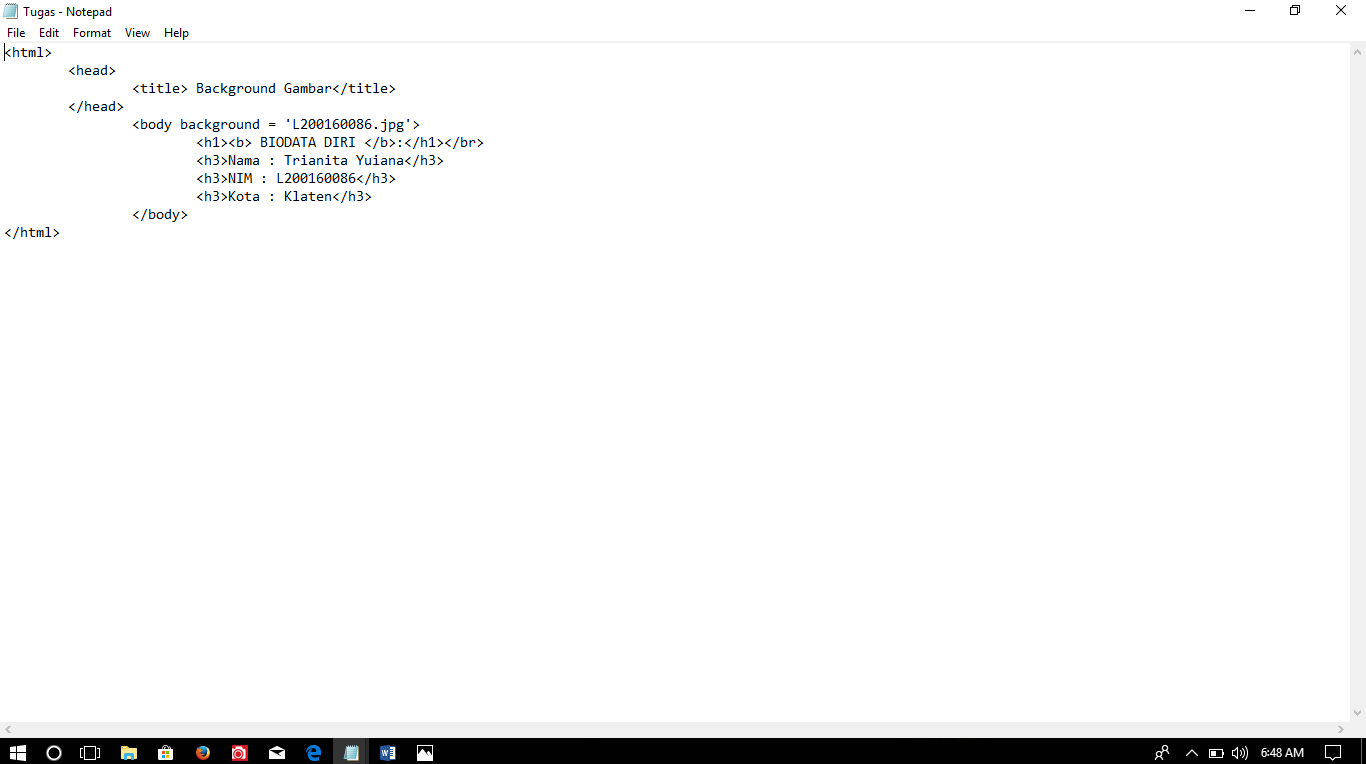 Tugas - Notepad
File Edit Format View Help
<html>
<head>
<title> Background Gambar</title>
</head>
<body background = 'L200160086.jpg'>
<h1><b> BIODATA DIRI </b>:</h1></br>
<h3>Nama : Trianita Yuiana</h3>
<h3>NIM : L200160086</h3>
<h3>Kota : Klaten</h3>
</body>
</html>
6:48 AM